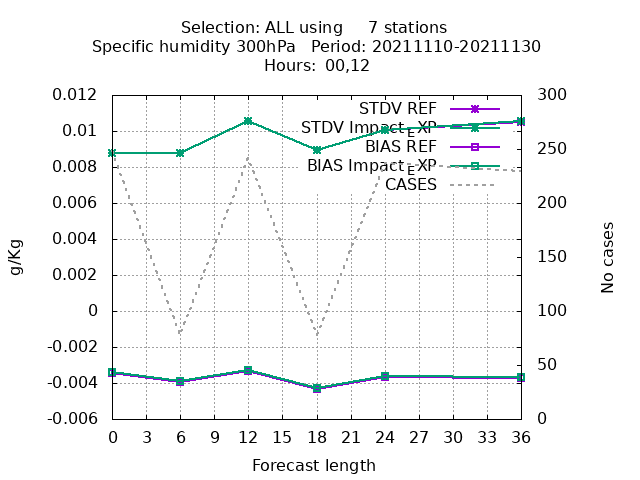 Selection: ALL using 7 stations
Specific humidity 300hPa Period: 20211110-20211130
Hours: 00,12
STDV REF
STDV Impact_EXP
BIAS REF
BIAS Impact_EXP
CASES
0.012
0.01
0.008
0.006
0.004
0.002
0
-0.002
-0.004
-0.006
g/Kg
300
250
200
150
100
50
0
No cases
0 3 6 9 12 15 18 21 24 27 30 33 36
Forecast length